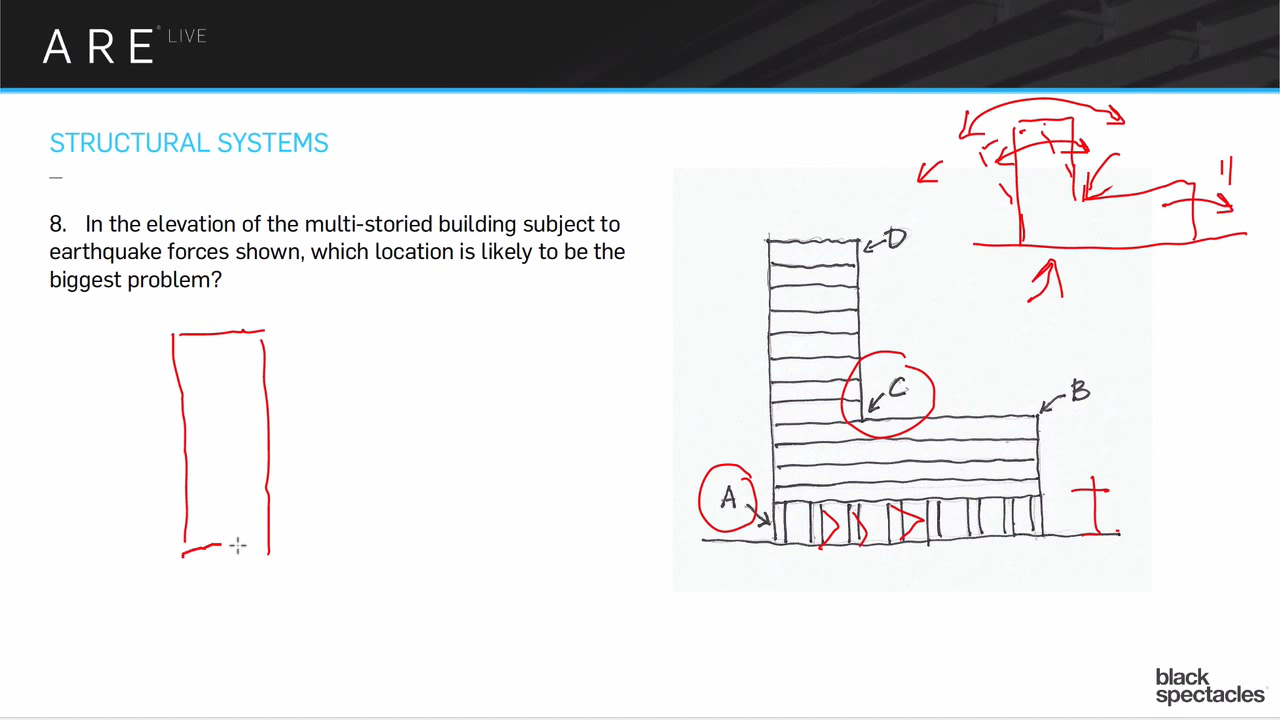 ARE® LIVE
STRUCTURAL SYSTEMS
8. In the elevation of the multi-storied building subject to
earthquake forces shown, which location is likely to be the
biggest problem?
D
C
B
A
black
spectacles®